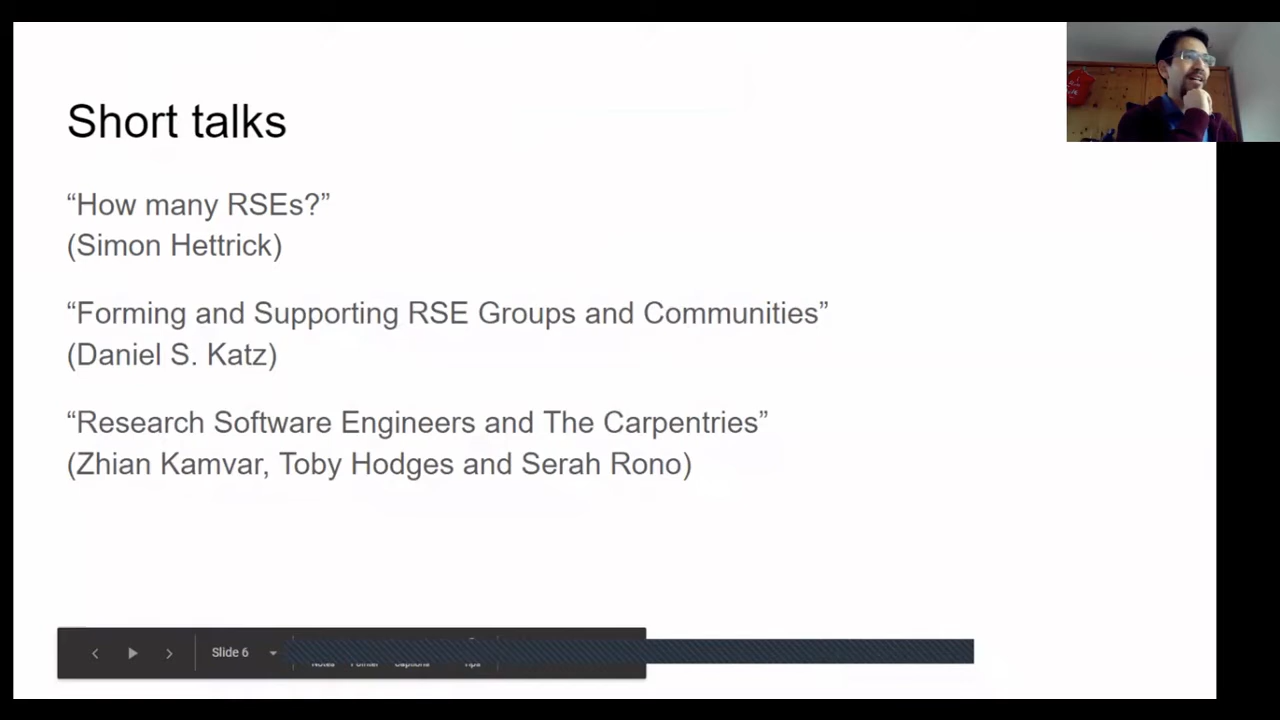 Short talks
“How many RSEs?”
(Simon Hettrick)
“Forming and Supporting RSE Groups and Communities”
(Daniel S. Katz)
“Research Software Engineers and The Carpentries”
(Zhian Kamvar, Toby Hodges and Serah Rono)
Slide 6